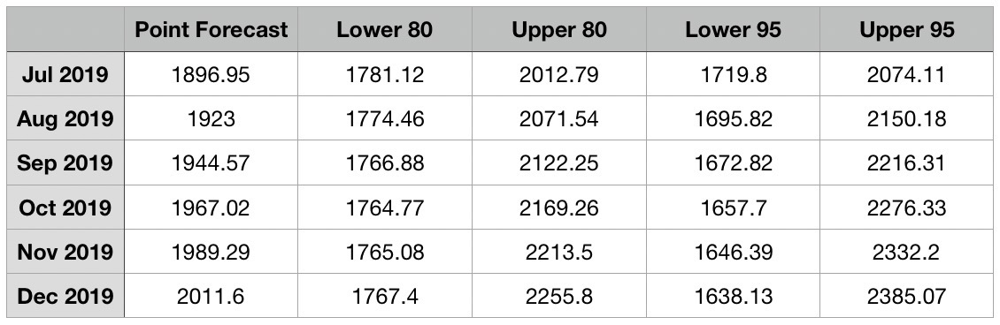 Point Forecast Lower 80 Upper 80 Lower 95 Upper 95
Jul 2019 1896.95 1781.12 2012.79 1719.8 2074.11
Aug 2019 1923 1774.46 2071.54 1695.82 2150.18
Sep 2019 1944.57 1766.88 2122.25 1672.82 2216.31
Oct 2019 1967.02 1764.77 2169.26 1657.7 2276.33
Nov 2019 1989.29 1765.08 2213.5 1646.39 2332.2
Dec 2019 2011.6 1767.4 2255.8 1638.13 2385.07